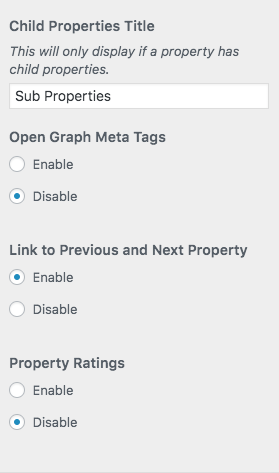 Child Properties Title
This will only display if a property has
child properties.
Sub Properties
Open Graph Meta Tags
Enable
Disable
Link to Previous and Next Property
Enable
Disable
Property Ratings
Enable
Disable